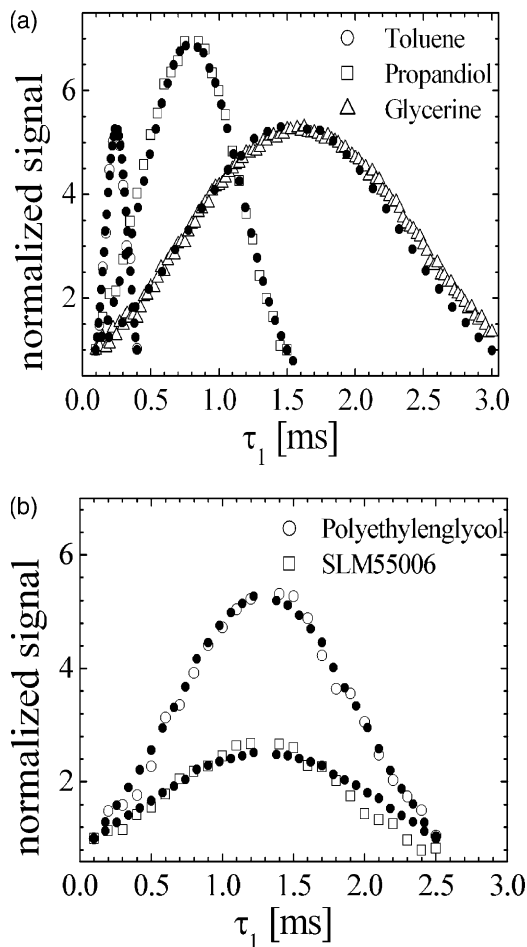 (a)
Toluene
Propandiol
Glycerine
normalized signal
6
4
2
0.0 0.5 1.0 1.5 2.0 2.5 3.0
τ1 [ms]
(b)
Polyethylenglycol
SLM55006
normalized signal
6
4
2
0.0 0.5 1.0 1.5 2.0 2.5 3.0
τ1 [ms]